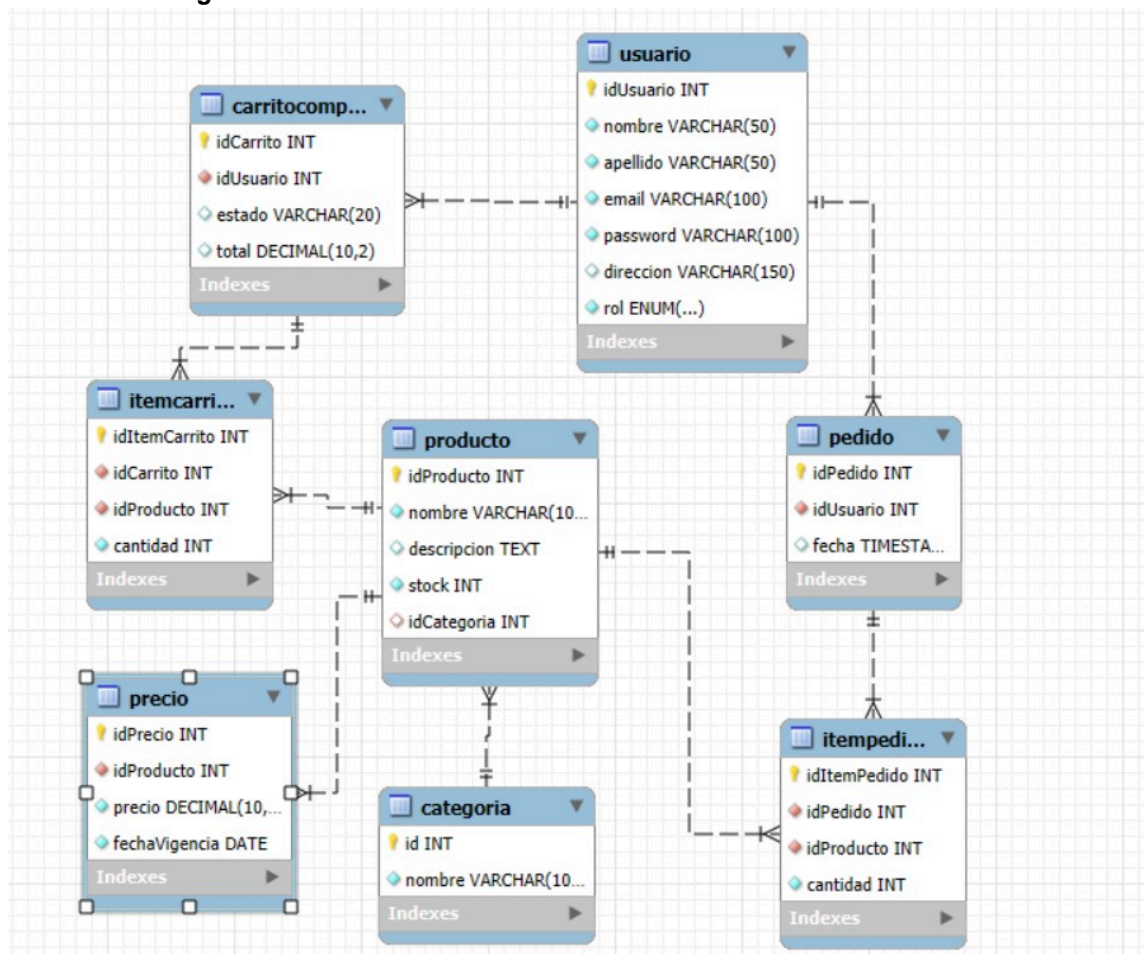 usuario
idUsuario INT
nombre VARCHAR(50)
apellido VARCHAR(50)
email VARCHAR(100)
password VARCHAR(100)
direccion VARCHAR(150)
rol ENUM(...)
Indexes
carritocomp...
idCarrito INT
idUsuario INT
estado VARCHAR(20)
total DECIMAL(10,2)
Indexes
itemcarri...
idItemCarrito INT
idCarrito INT
idProducto INT
cantidad INT
Indexes
producto
idProducto INT
nombre VARCHAR(10...
descripcion TEXT
stock INT
idCategoria INT
Indexes
pedido
idPedido INT
idUsuario INT
fecha TIMESTA...
Indexes
precio
idPrecio INT
idProducto INT
precio DECIMAL(10,...
fechaVigencia DATE
Indexes
categoria
id INT
nombre VARCHAR(10...
Indexes
itempedi...
idItemPedido INT
idPedido INT
idProducto INT
cantidad INT
Indexes